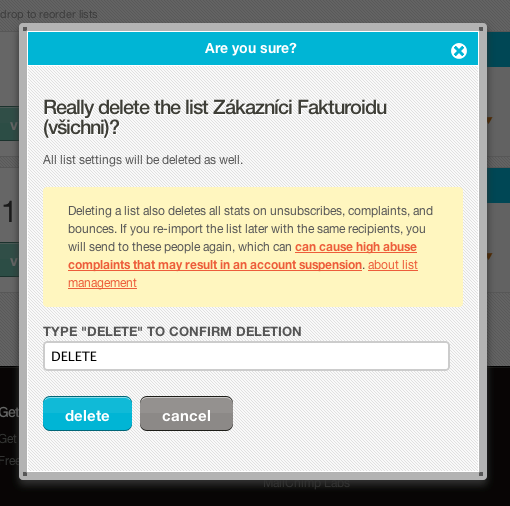 drop to reorder lists
Are you sure?
Really delete the list Zákazníci Fakturoidu
(všichni)?
All list settings will be deleted as well.
Deleting a list also deletes all stats on unsubscribes, complaints, and
bounces. If you re-import the list later with the same recipients, you
will send to these people again, which can can cause high abuse
complaints that may result in an account suspension. about list
management
1
TYPE "DELETE" TO CONFIRM DELETION
DELETE
delete cancel
Get
Get
Free
MailChimp Labs